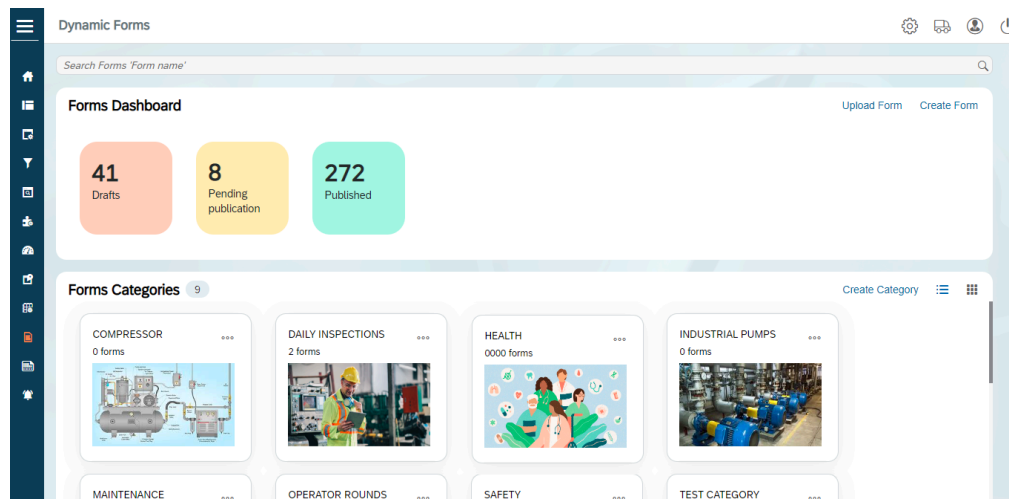 Dynamic Forms
Search Forms 'Form name'
Forms Dashboard
Upload Form
Create Form
41
Drafts
8
Pending
publication
272
Published
Forms Categories
9
Create Category
COMPRESSOR
0 forms
DAILY INSPECTIONS
2 forms
HEALTH
0000 forms
INDUSTRIAL PUMPS
0 forms
MAINTENANCE
OPERATOR ROUNDS
SAFETY
TEST CATEGORY